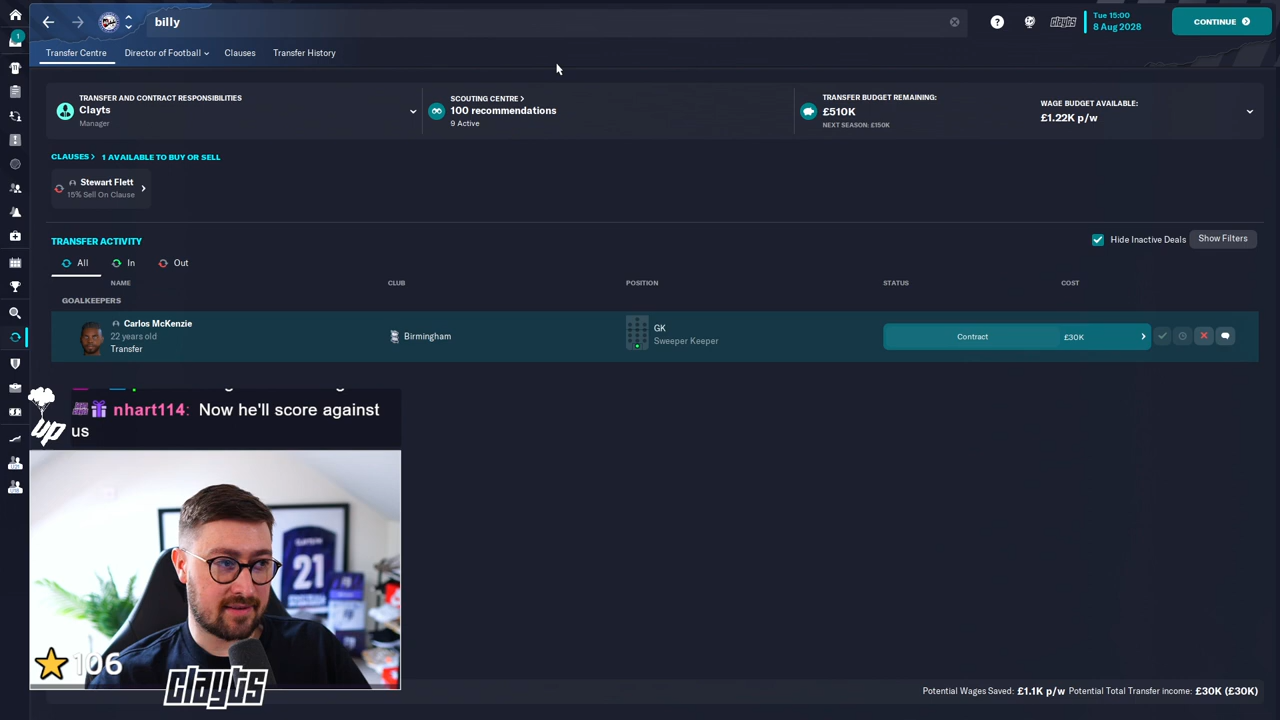 billy
clayts
Tue 15:00
8 Aug 2028
CONTINUE
1
Transfer Centre
Director of Football
Clauses
Transfer History
TRANSFER AND CONTRACT RESPONSIBILITIES
Clayts
Manager
SCOUTING CENTRE >
100 recommendations
9 Active
TRANSFER BUDGET REMAINING:
£510K
NEXT SEASON: £150K
WAGE BUDGET AVAILABLE:
£1.22K p/w
CLAUSES > 1 AVAILABLE TO BUY OR SELL
Stewart Flett
15% Sell On Clause
TRANSFER ACTIVITY
Hide Inactive Deals
Show Filters
All
In
Out
NAME
CLUB
POSITION
STATUS
COST
GOALKEEPERS
Carlos McKenzie
22 years old
Transfer
Birmingham
GK
Sweeper Keeper
Contract
£30K
nhart114: Now he'll score against
us
up
21
106
clayts
Potential Wages Saved: £1.1K p/w Potential Total Transfer income: £30K (£30K)